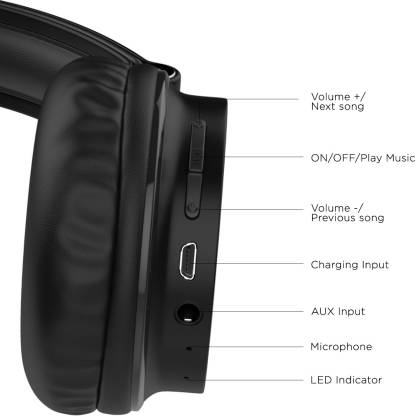 Volume +/
Next song
ON/OFF/Play Music
Volume -/
Previous song
Charging Input
AUX Input
Microphone
LED Indicator